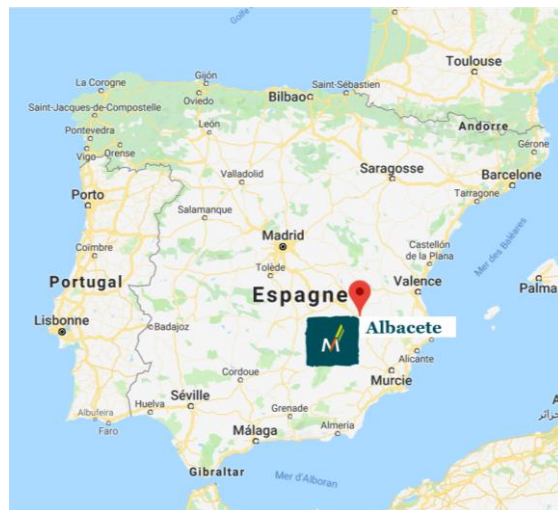 Golfe
Toulouse
La Corogne
Gijón
Oviedo
Bilbao
Saint-Sébastien
Saint-Jacques-de-Compostelle
León
Andorre
Pontevedra
Vigo
Orense
Gérone
Valladolid
Saragosse
Barcelone
Porto
Tarragone
Salamanque
Madrid
Mer des Baléares
Coimbre
Castellón
de la Plana
Tolède
Portugal
Espagne
Valence
Palma
Lisbonne
Badajoz
Albacete
Alicante
Murcie
Cordoue
Séville
Huelva
Albufeira
Faro
Grenade
Almeria
Málaga
Gibraltar
Mer d'Alboran
الجزائر